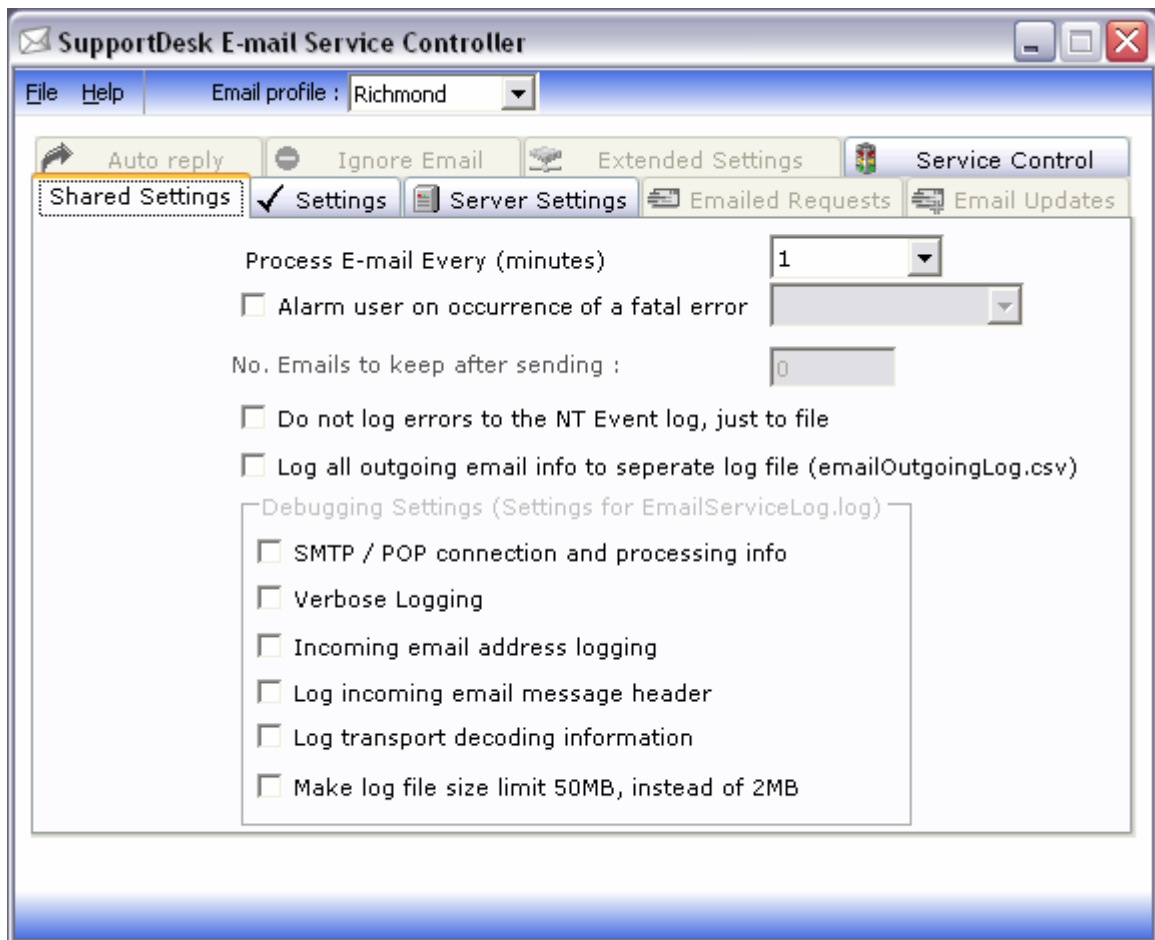 SupportDesk E-mail Service Controller
File Help Email profile : Richmond
Auto reply Ignore Email Extended Settings Service Control
Shared Settings Settings Server Settings Emailed Requests Email Updates
Process E-mail Every (minutes) 1
Alarm user on occurrence of a fatal error
No. Emails to keep after sending : 0
Do not log errors to the NT Event log, just to file
Log all outgoing email info to seperate log file (emailOutgoingLog.csv)
Debugging Settings (Settings for EmailServiceLog.log)
SMTP / POP connection and processing info
Verbose Logging
Incoming email address logging
Log incoming email message header
Log transport decoding information
Make log file size limit 50MB, instead of 2MB